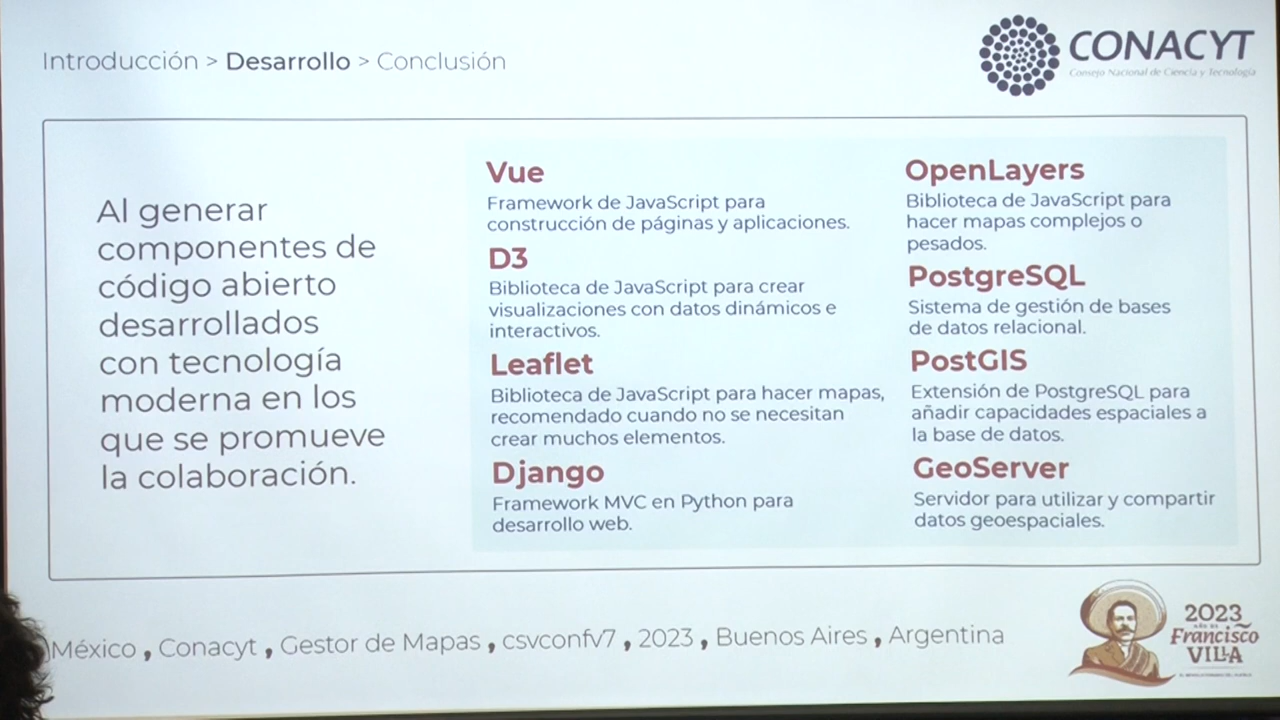 Introducción > Desarrollo > Conclusión
CONACYT
Consejo Nacional de Ciencia y Tecnología
Al generar
componentes de
código abierto
desarrollados
con tecnología
moderna en los
que se promueve
la colaboración.
Vue
Framework de JavaScript para
construcción de páginas y aplicaciones.
D3
Biblioteca de JavaScript para crear
visualizaciones con datos dinámicos e
interactivos.
Leaflet
Biblioteca de JavaScript para hacer mapas,
recomendado cuando no se necesitan
crear muchos elementos.
Django
Framework MVC en Python para
desarrollo web.
OpenLayers
Biblioteca de JavaScript para
hacer mapas complejos o
pesados.
PostgreSQL
Sistema de gestión de bases
de datos relacional.
PostGIS
Extensión de PostgreSQL para
añadir capacidades espaciales a
la base de datos.
GeoServer
Servidor para utilizar y compartir
datos geoespaciales.
México , Conacyt , Gestor de Mapas , csvconfv7 , 2023 , Buenos Aires , Argentina
2023
Francisco
VILLA